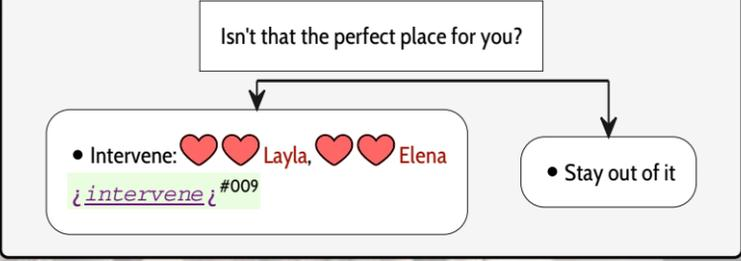 Isn't that the perfect place for you?
• Intervene: Layla, Elena
¿intervene¿#009
• Stay out of it